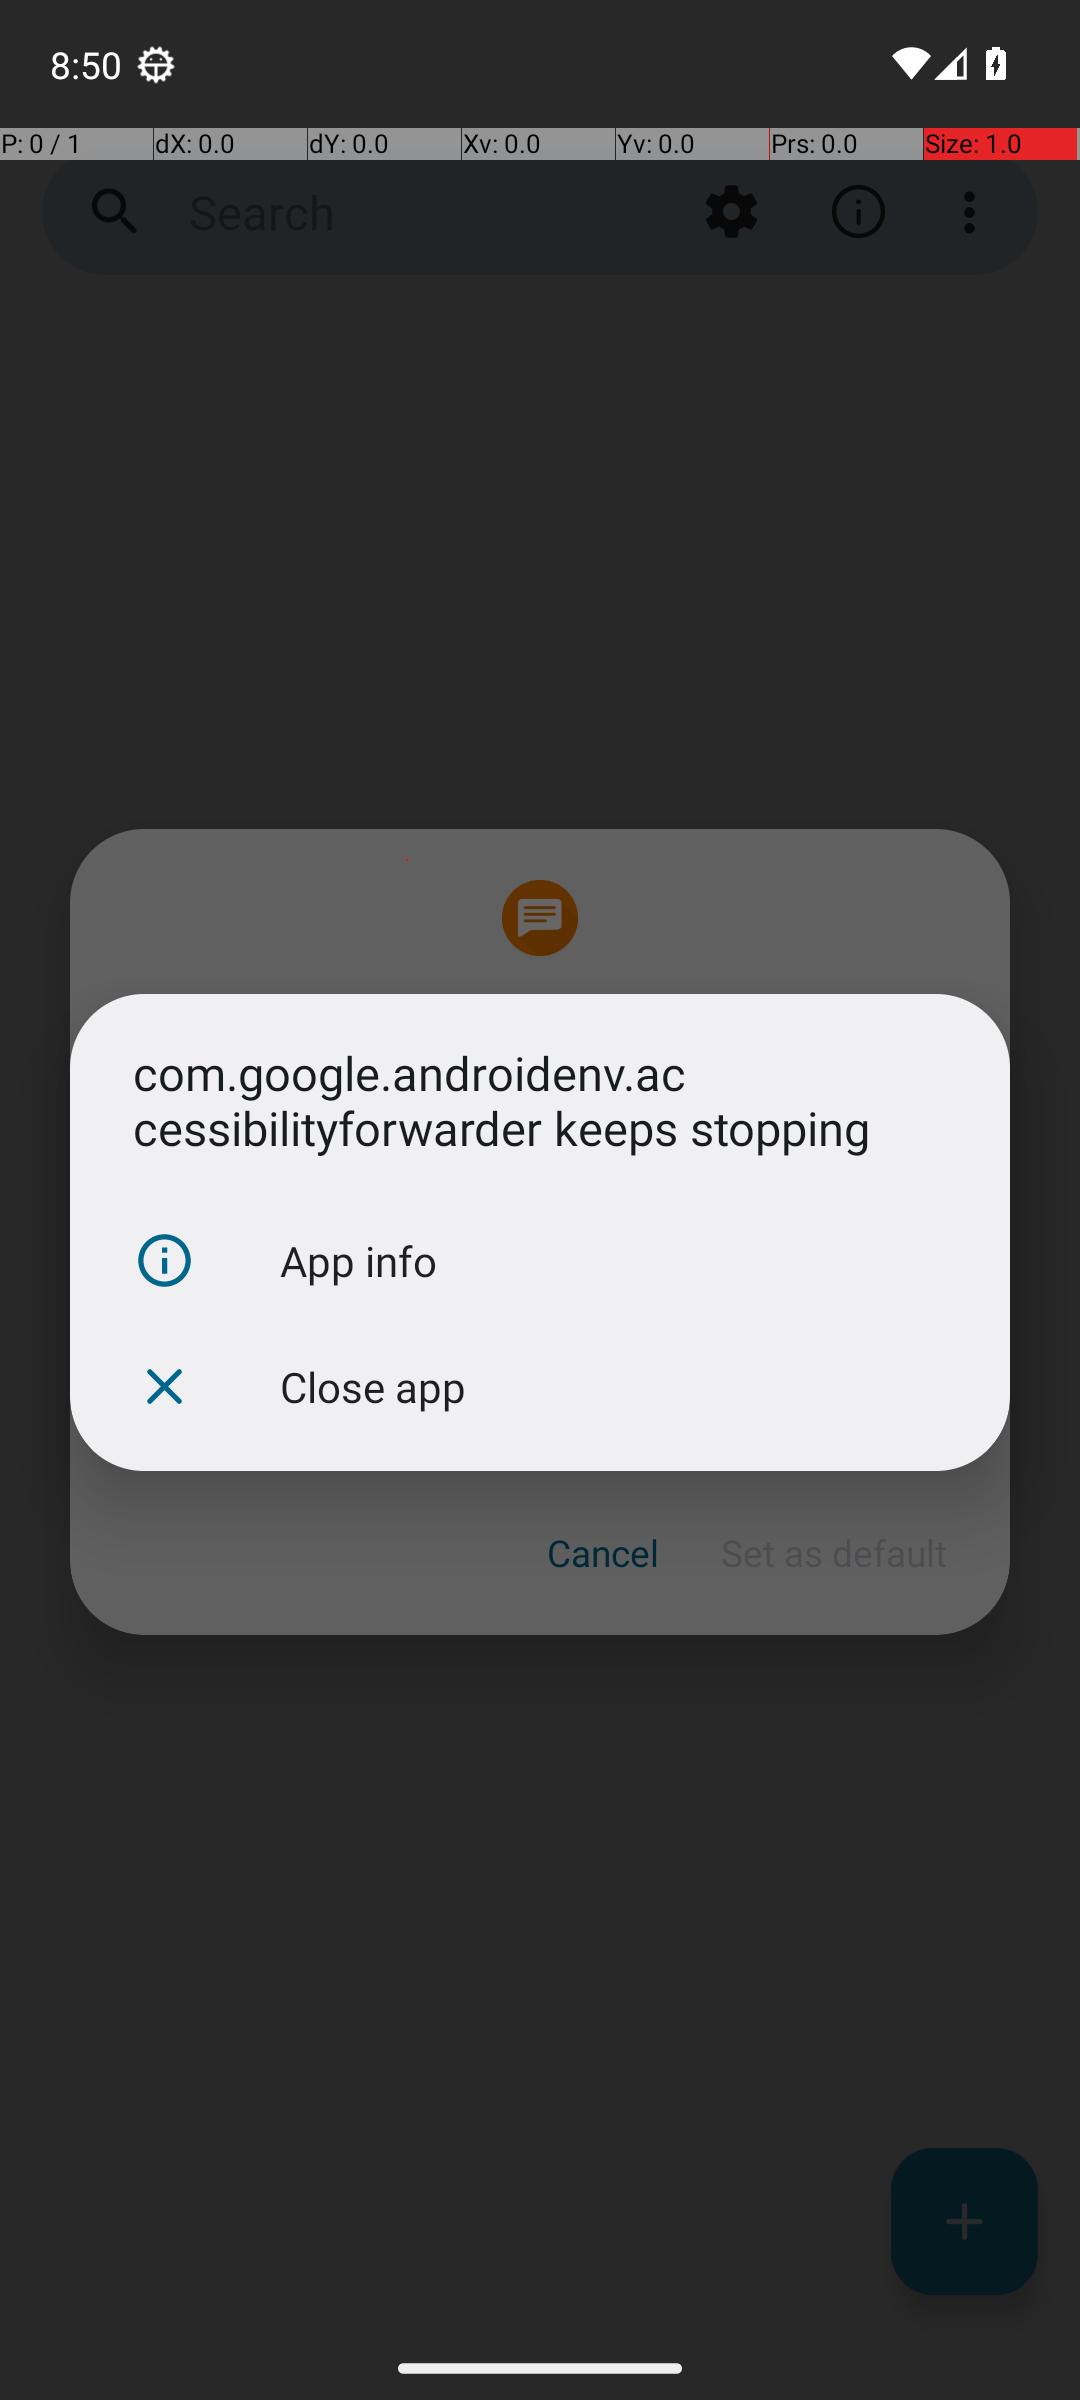 8:50
P: 0 / 1 dX: 0.0 dY: 0.0 Xv: 0.0 Yv: 0.0 Prs: 0.0 Size: 1.0
Search
com.google.androidenv.ac
cessibilityforwarder keeps stopping
App info
Close app
Cancel Set as default